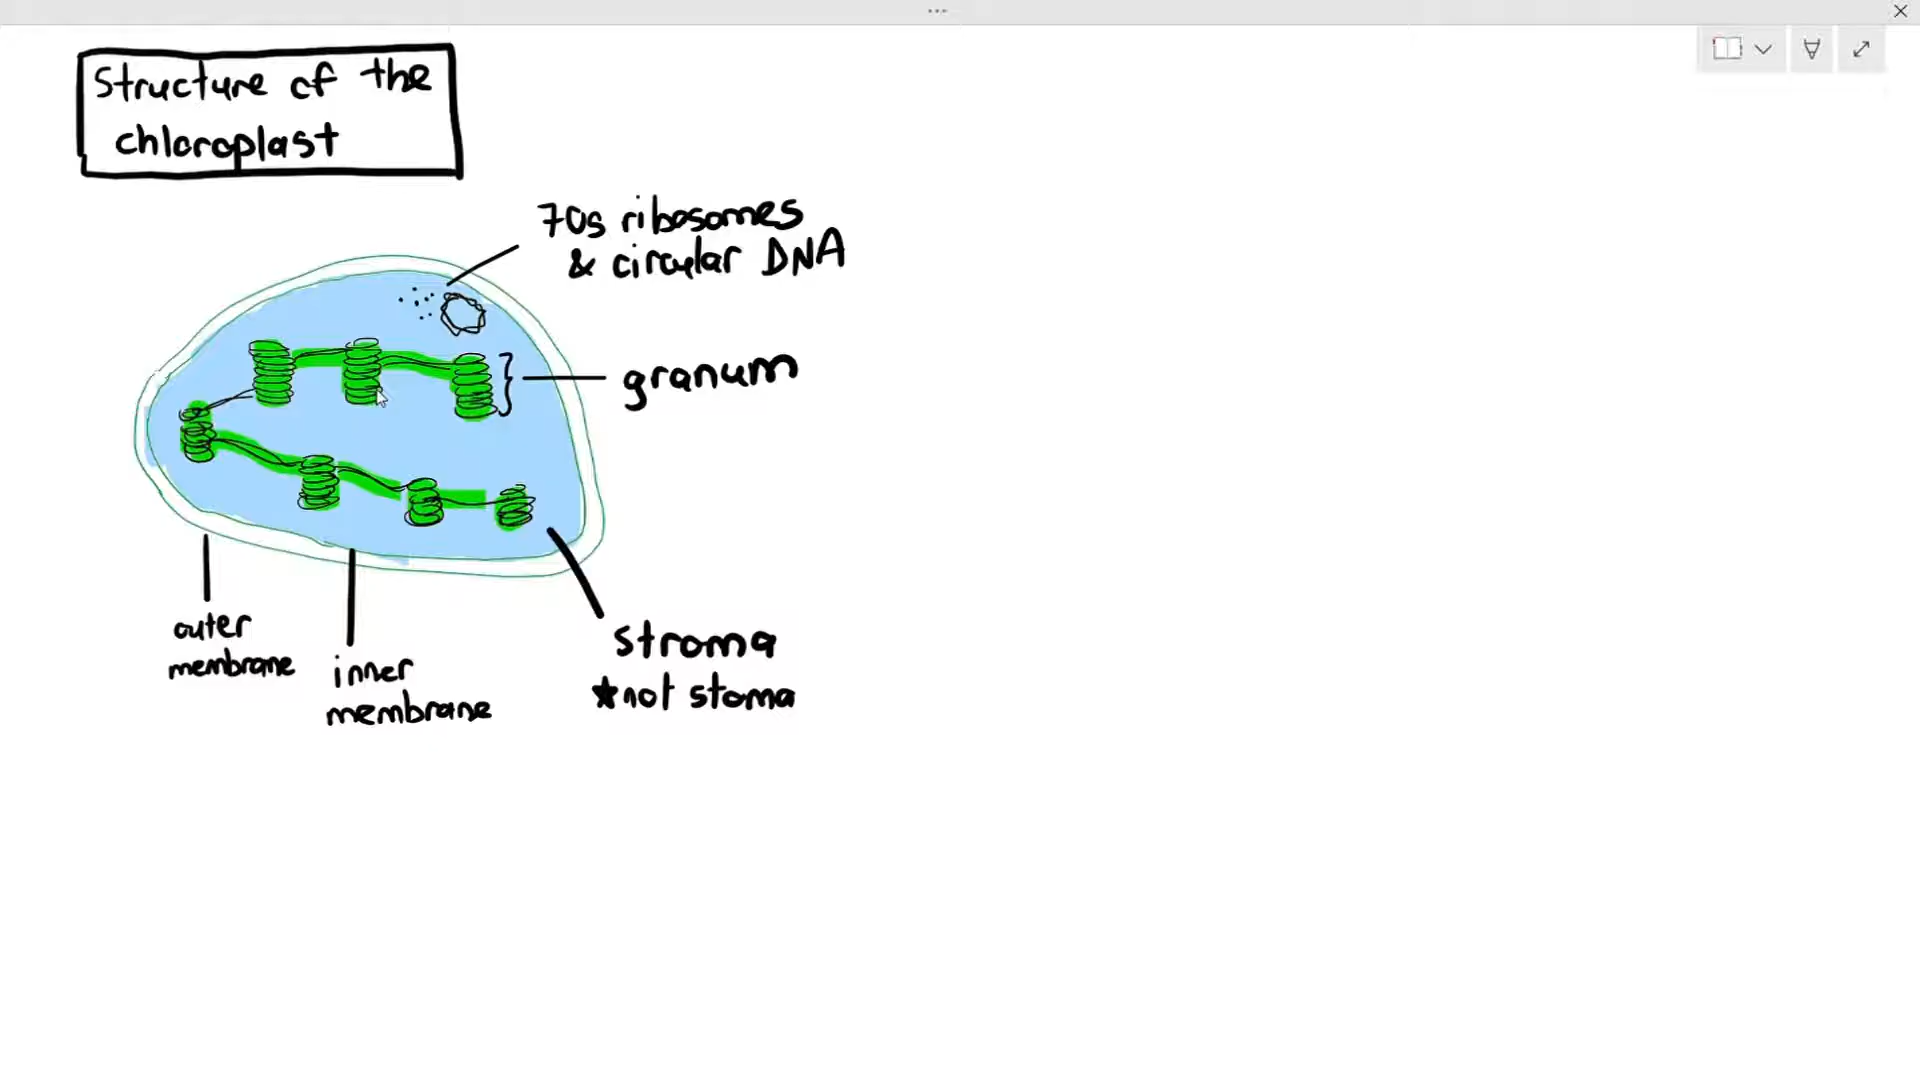 Structure of the
chloroplast
70s ribosomes
& circular DNA
granum
outer
membrane
inner
membrane
stroma
★not stoma